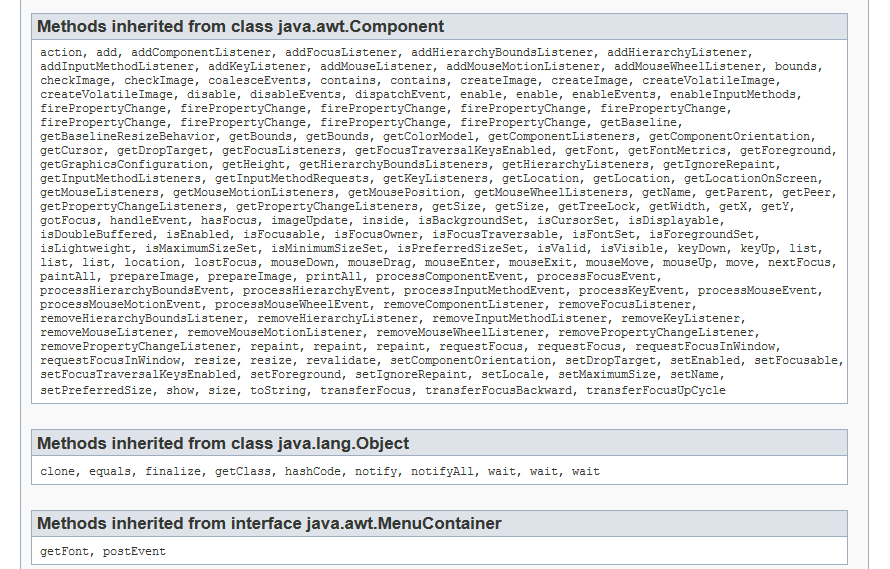 Methods inherited from class java.awt.Component
action, add, addComponentListener, addFocusListener, addHierarchyBoundsListener, addHierarchyListener,
addInputMethodListener, addKeyListener, addMouseListener, addMouseMotionListener, addMouseWheelListener, bounds,
checkImage, checkImage, coalesceEvents, contains, contains, createImage, createImage, createVolatileImage,
createVolatileImage, disable, disableEvents, dispatchEvent, enable, enable, enableEvents, enableInputMethods,
firePropertyChange, firePropertyChange, firePropertyChange, firePropertyChange, firePropertyChange,
firePropertyChange, firePropertyChange, firePropertyChange, firePropertyChange, getBaseline,
getBaselineResizeBehavior, getBounds, getBounds, getColorModel, getComponentListeners, getComponentOrientation,
getCursor, getDropTarget, getFocusListeners, getFocusTraversalKeysEnabled, getFont, getFontMetrics, getForeground,
getGraphicsConfiguration, getHeight, getHierarchyBoundsListeners, getHierarchyListeners, getIgnoreRepaint,
getInputMethodListeners, getInputMethodRequests, getKeyListeners, getLocation, getLocation, getLocationOnScreen,
getMouseListeners, getMouseMotionListeners, getMousePosition, getMouseWheelListeners, getName, getParent, getPeer,
getPropertyChangeListeners, getPropertyChangeListeners, getSize, getSize, getTreeLock, getWidth, getX, getY,
gotFocus, handleEvent, hasFocus, imageUpdate, inside, isBackgroundSet, isCursorSet, isDisplayable,
isDoubleBuffered, isEnabled, isFocusable, isFocusOwner, isFocusTraversable, isFontSet, isForegroundSet,
isLightweight, isMaximumSizeSet, isMinimumSizeSet, isPreferredSizeSet, isValid, isVisible, keyDown, keyUp, list,
list, list, location, lostFocus, mouseDown, mouseDrag, mouseEnter, mouseExit, mouseMove, mouseUp, move, nextFocus,
paintAll, prepareImage, prepareImage, printAll, processComponentEvent, processFocusEvent,
processHierarchyBoundsEvent, processHierarchyEvent, processInputMethodEvent, processKeyEvent, processMouseEvent,
processMouseMotionEvent, processMouseWheelEvent, removeComponentListener, removeFocusListener,
removeHierarchyBoundsListener, removeHierarchyListener, removeInputMethodListener, removeKeyListener,
removeMouseListener, removeMouseMotionListener, removeMouseWheelListener, removePropertyChangeListener,
removePropertyChangeListener, repaint, repaint, repaint, requestFocus, requestFocus, requestFocusInWindow,
requestFocusInWindow, resize, resize, revalidate, setComponentOrientation, setDropTarget, setEnabled, setFocusable,
setFocusTraversalKeysEnabled, setForeground, setIgnoreRepaint, setLocale, setMaximumSize, setName,
setPreferredSize, show, size, toString, transferFocus, transferFocusBackward, transferFocusUpCycle
Methods inherited from class java.lang.Object
clone, equals, finalize, getClass, hashCode, notify, notifyAll, wait, wait, wait
Methods inherited from interface java.awt.MenuContainer
getFont, postEvent